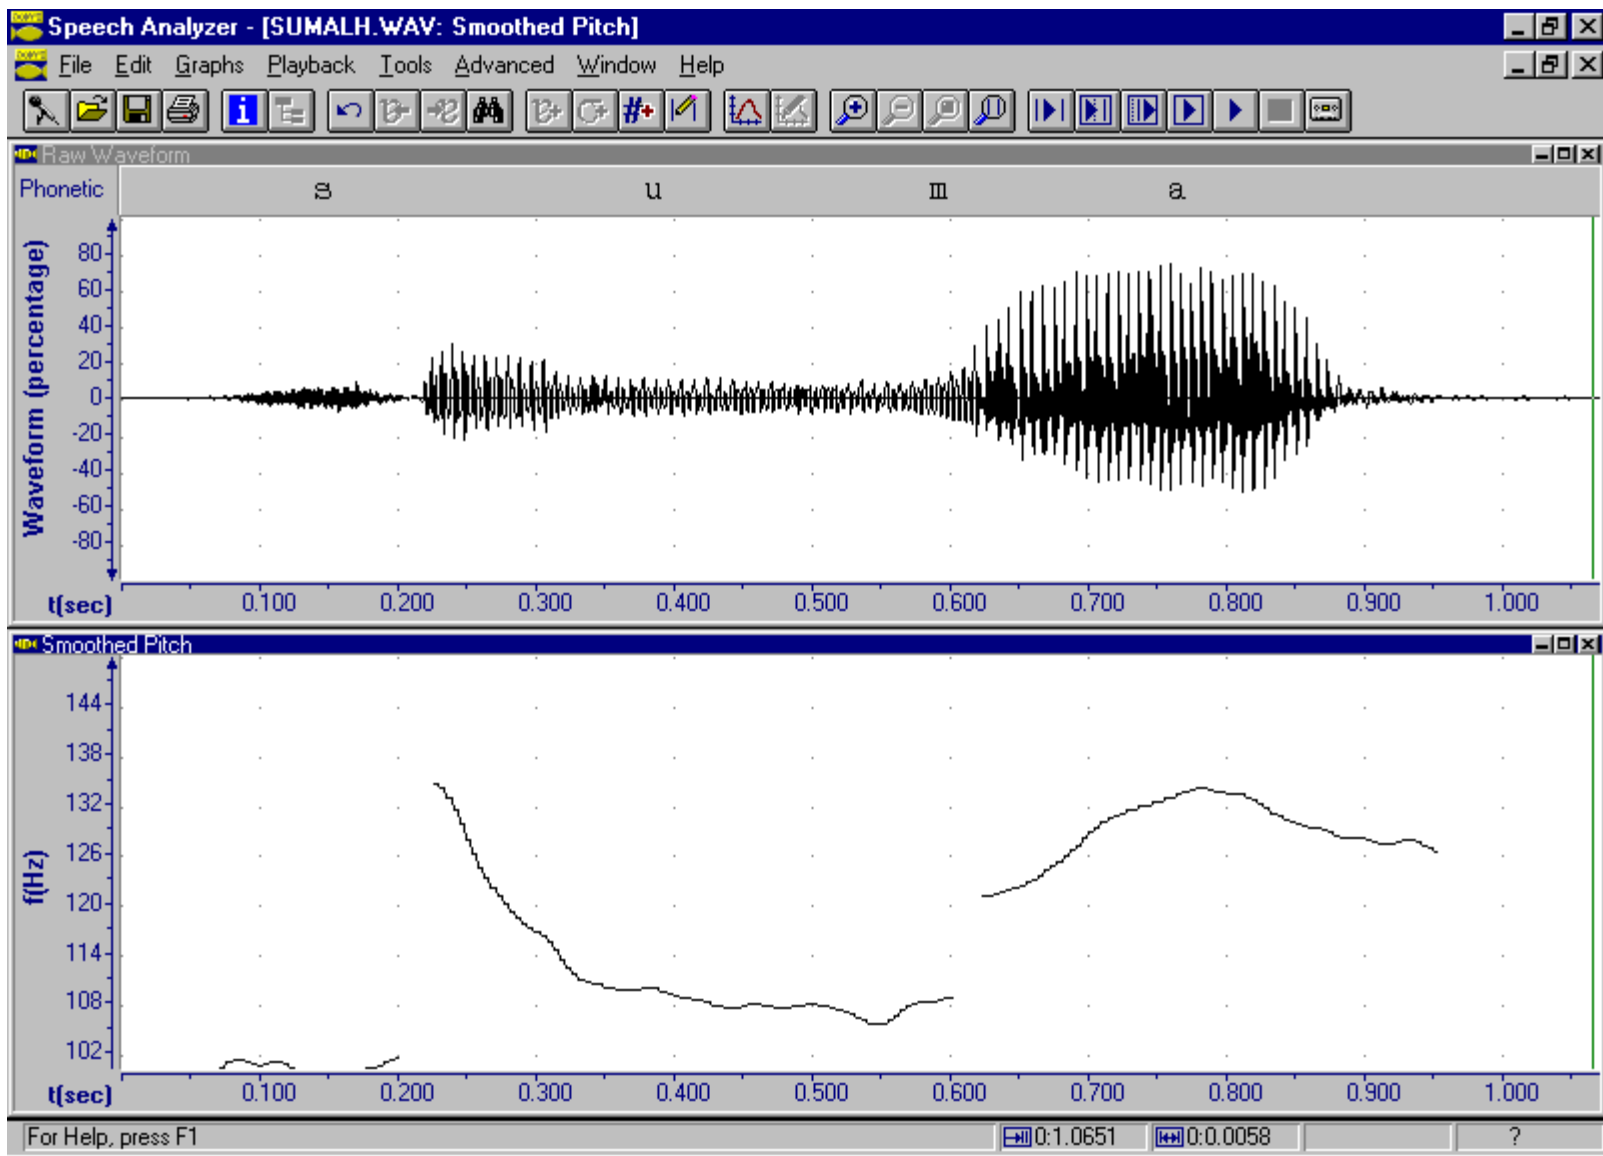 Speech Analyzer - [SUMALH.WAV: Smoothed Pitch]
File Edit Graphs Playback Tools Advanced Window Help
Raw Waveform
Phonetic s u m a
Waveform (percentage)
80
60
40
20
0
-20
-40
-60
-80
t(sec) 0.100 0.200 0.300 0.400 0.500 0.600 0.700 0.800 0.900 1.000
Smoothed Pitch
f(Hz)
144
138
132
126
120
114
108
102
t(sec) 0.100 0.200 0.300 0.400 0.500 0.600 0.700 0.800 0.900 1.000
For Help, press F1 0:1.0651 0:0.0058 ?